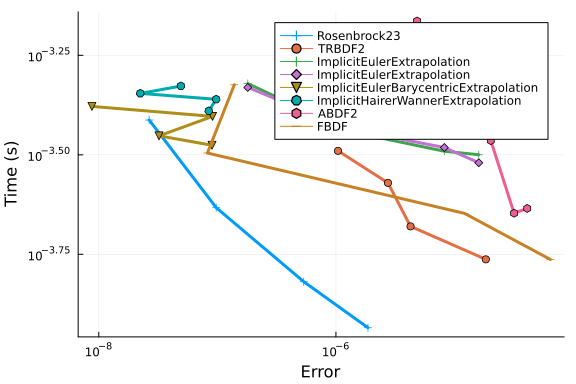 Rosenbrock23
TRBDF2
ImplicitEulerExtrapolation
ImplicitEulerExtrapolation
ImplicitEulerBarycentricExtrapolation
ImplicitHairerWannerExtrapolation
ABDF2
FBDF
Time (s)
10^-3.25
10^-3.50
10^-3.75
10^-8
10^-6
Error